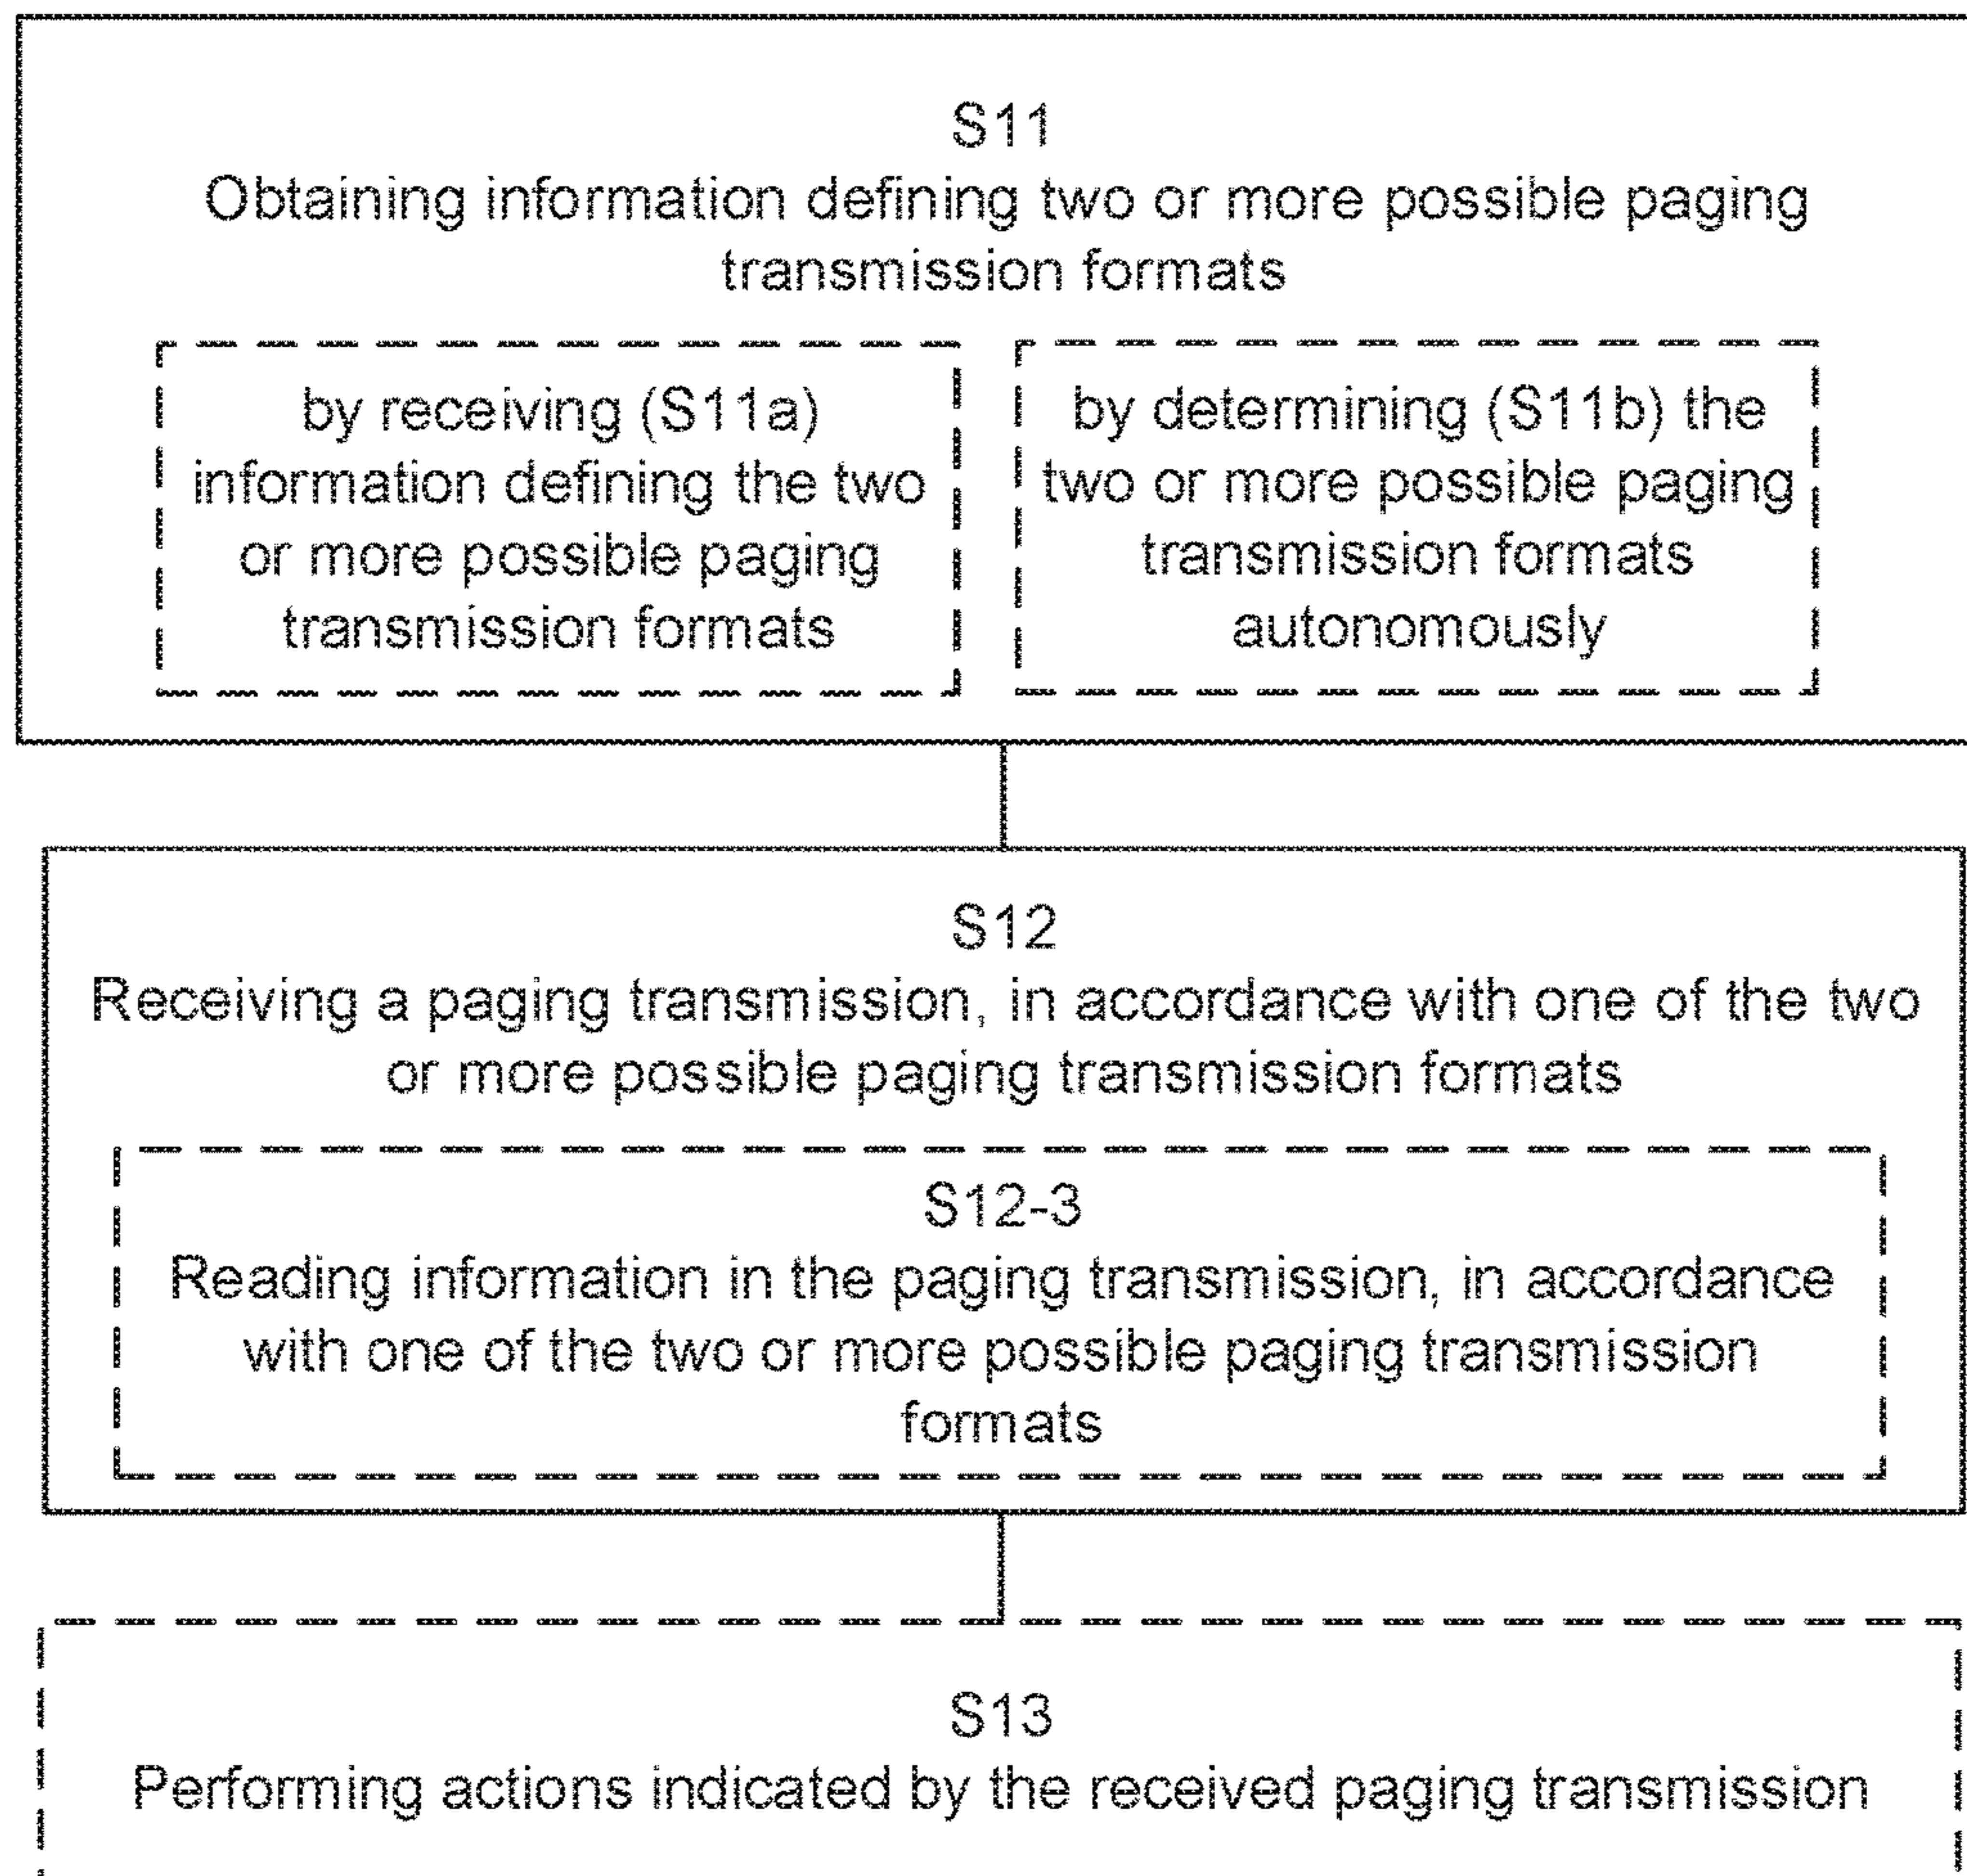 S11
Obtaining information defining two or more possible paging
transmission formats
by receiving (S11a)
information defining the two
or more possible paging
transmission formats
by determining (S11b) the
two or more possible paging
transmission formats
autonomously
S12
Receiving a paging transmission, in accordance with one of the two
or more possible paging transmission formats
S12-3
Reading information in the paging transmission, in accordance
with one of the two or more possible paging transmission
formats
S13
Performing actions indicated by the received paging transmission